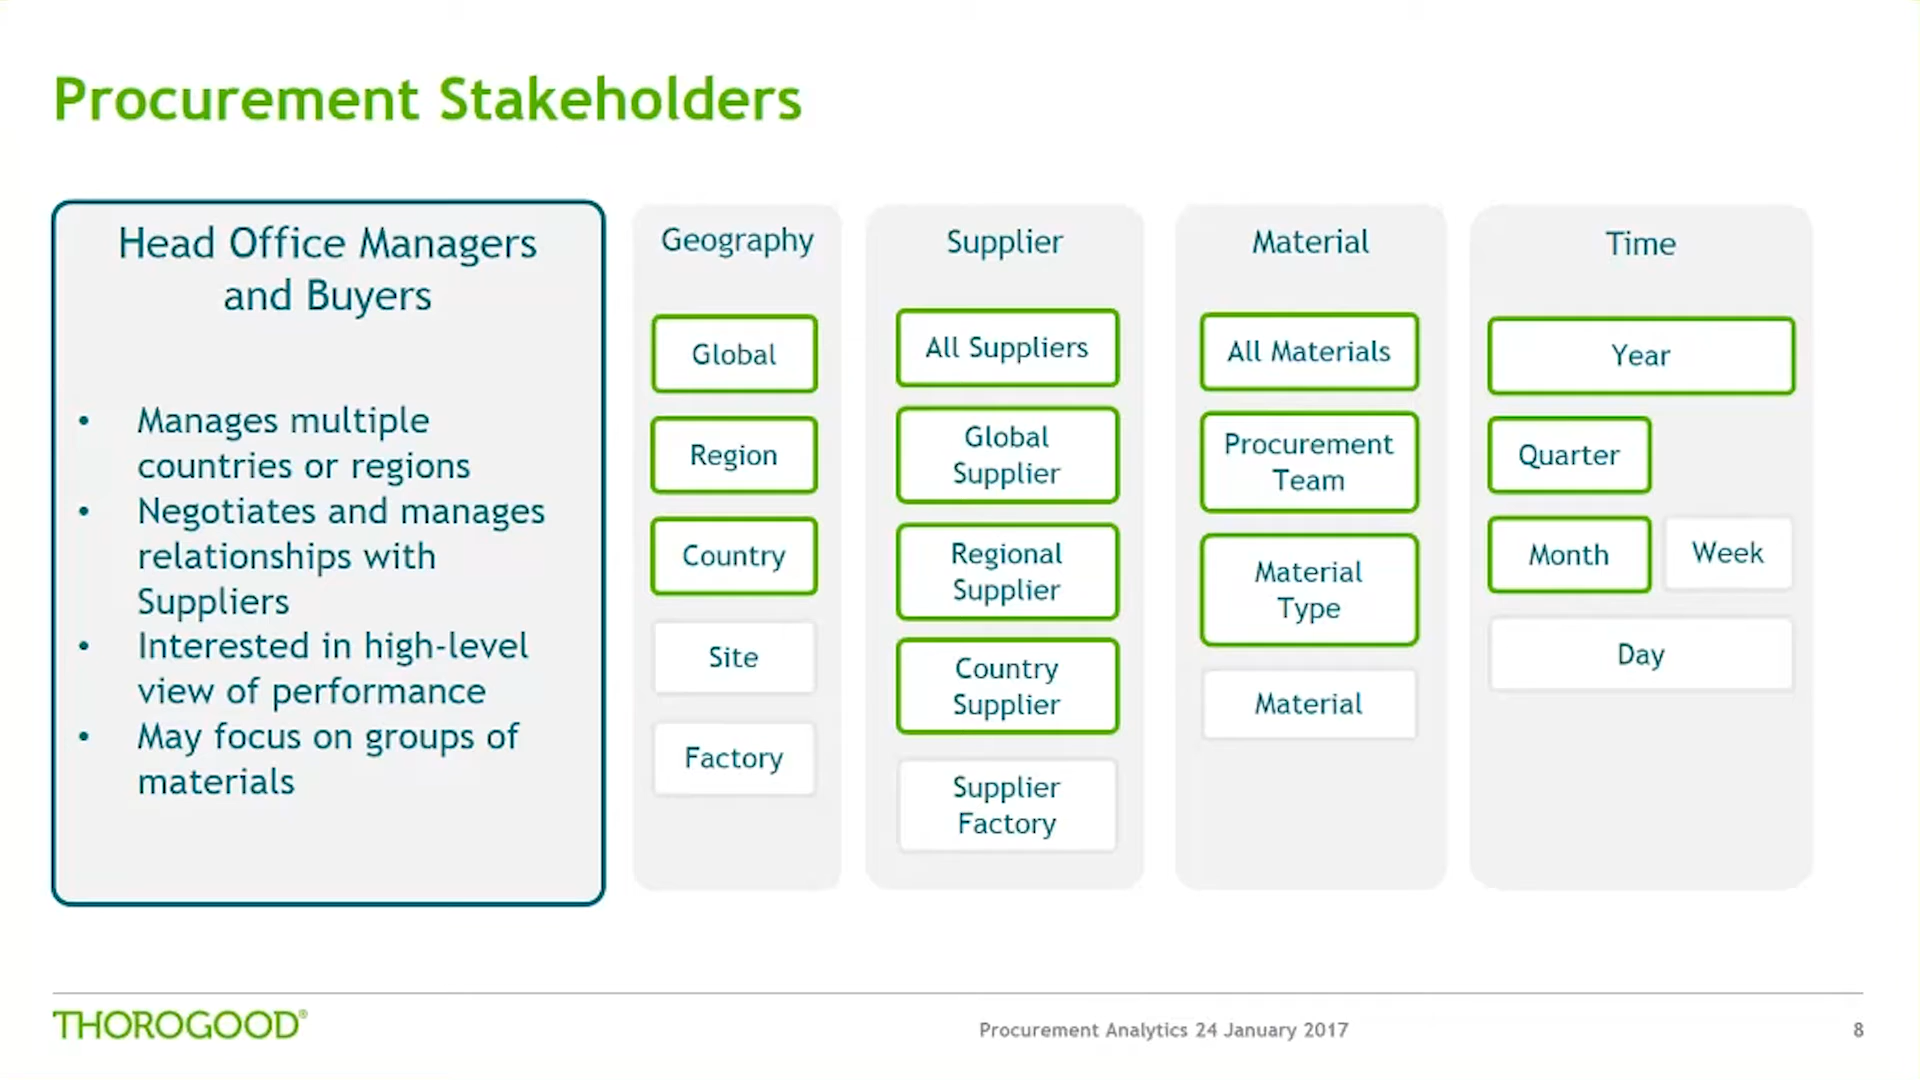 Procurement Stakeholders
Head Office Managers
and Buyers
• Manages multiple
countries or regions
• Negotiates and manages
relationships with
Suppliers
• Interested in high-level
view of performance
• May focus on groups of
materials
Geography
Global
Region
Country
Site
Factory
Supplier
All Suppliers
Global
Supplier
Regional
Supplier
Country
Supplier
Supplier
Factory
Material
All Materials
Procurement
Team
Material
Type
Material
Time
Year
Quarter
Month
Week
Day
THOROGOOD®
Procurement Analytics 24 January 2017
8